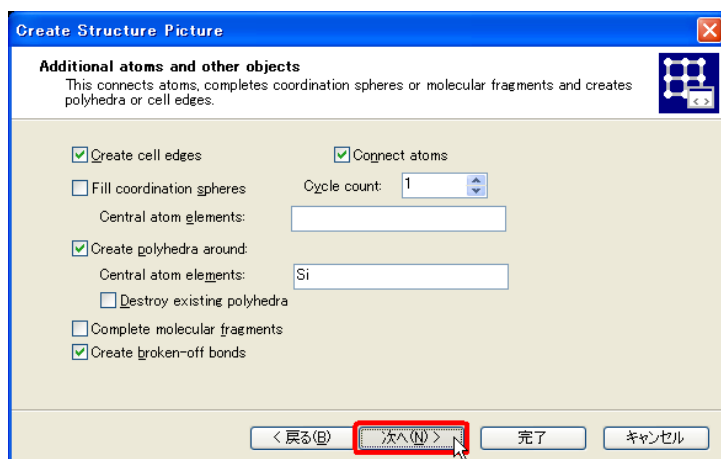 Create Structure Picture
Additional atoms and other objects
This connects atoms, completes coordination spheres or molecular fragments and creates
polyhedra or cell edges.
Create cell edges
Connect atoms
Fill coordination spheres
Cycle count: 1
Central atom elements:
Create polyhedra around:
Central atom elements: Si
Destroy existing polyhedra
Complete molecular fragments
Create broken-off bonds
< 戻る(B) 次へ(N) > 完了 キャンセル